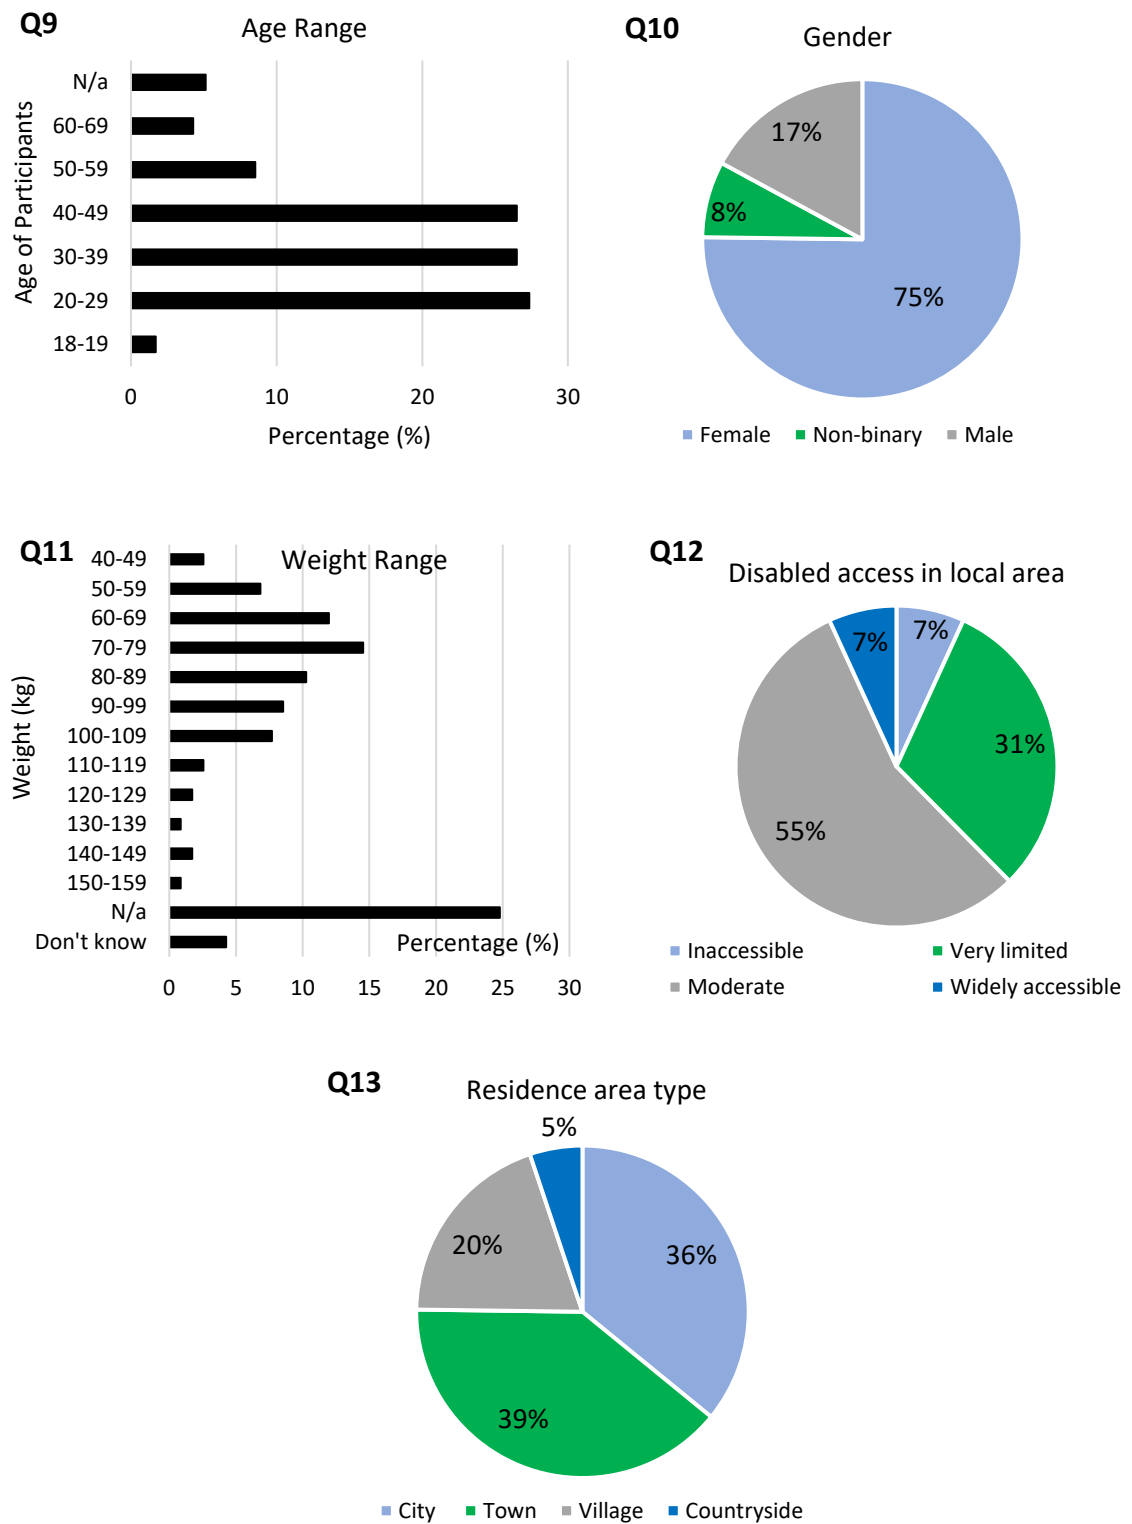 Q9
Age Range
Age of Participants
N/a
60-69
50-59
40-49
30-39
20-29
18-19
0 10 20 30
Percentage (%)
Q10
Gender
17%
8%
75%
Female Non-binary Male
Q11
Weight Range
Weight (kg)
40-49
50-59
60-69
70-79
80-89
90-99
100-109
110-119
120-129
130-139
140-149
150-159
N/a
Don't know
Percentage (%)
0 5 10 15 20 25 30
Q12
Disabled access in local area
7% 7%
31%
55%
Inaccessible Very limited
Moderate Widely accessible
Q13
Residence area type
5%
20% 36%
39%
City Town Village Countryside